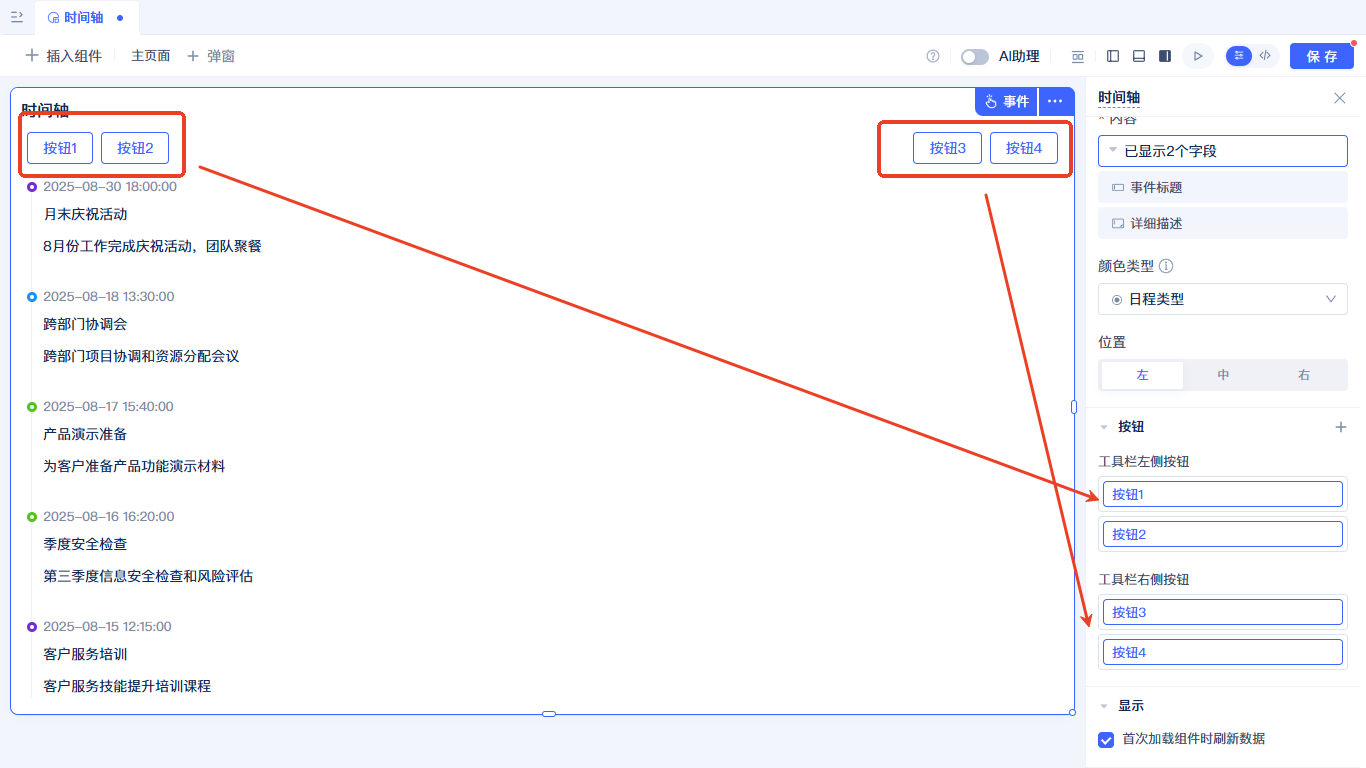 时间轴
插入组件
主页面
弹窗
AI助理
保 存
时间轴
事件
按钮1
按钮2
按钮3
按钮4
2025-08-30 18:00:00
月末庆祝活动
8月份工作完成庆祝活动，团队聚餐
2025-08-18 13:30:00
跨部门协调会
跨部门项目协调和资源分配会议
2025-08-17 15:40:00
产品演示准备
为客户准备产品功能演示材料
2025-08-16 16:20:00
季度安全检查
第三季度信息安全检查和风险评估
2025-08-15 12:15:00
客户服务培训
客户服务技能提升培训课程
时间轴
* 内容
已显示2个字段
事件标题
详细描述
颜色类型
日程类型
位置
左
中
右
按钮
工具栏左侧按钮
按钮1
按钮2
工具栏右侧按钮
按钮3
按钮4
显示
首次加载组件时刷新数据